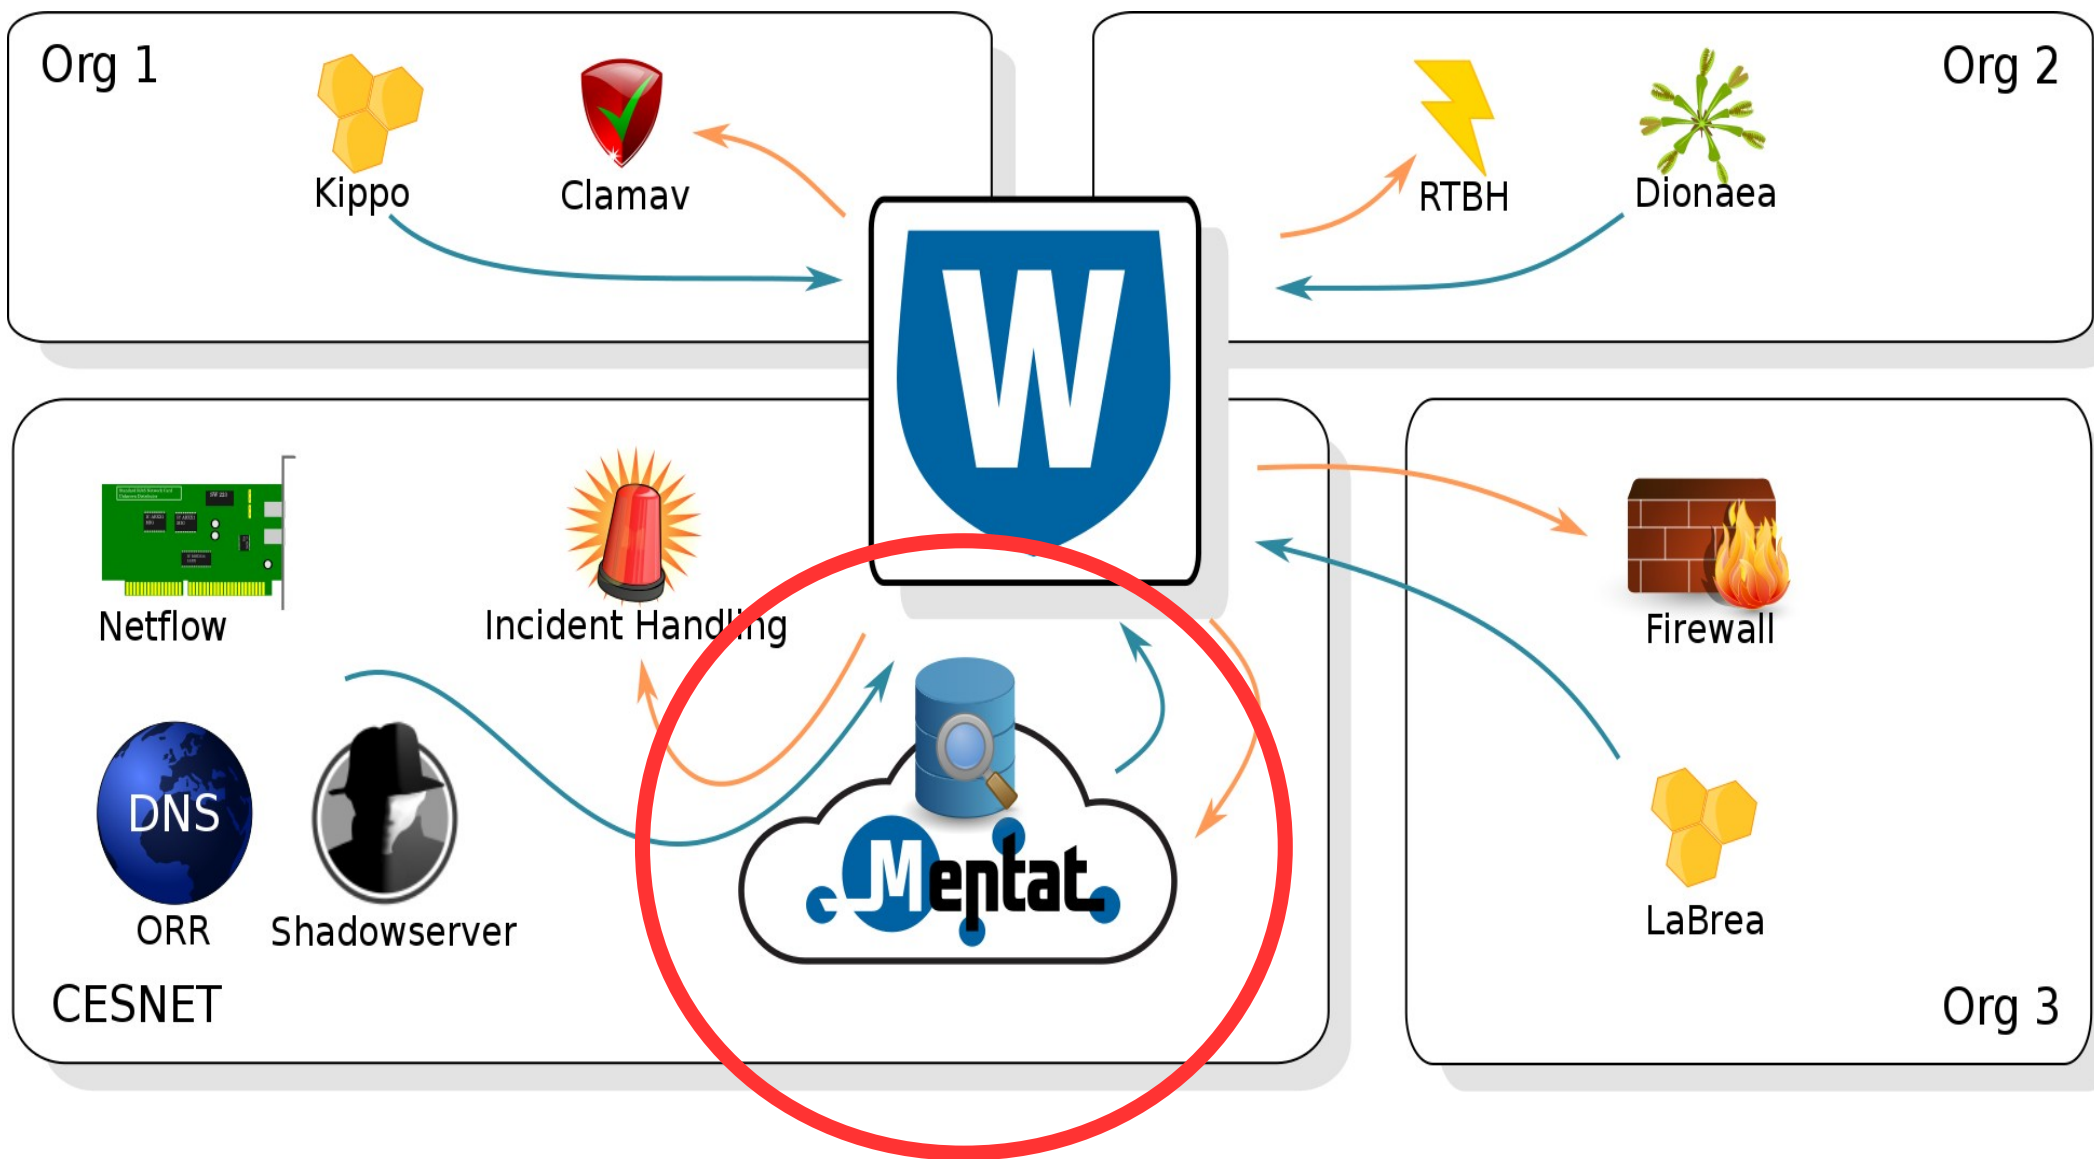 Org 1
Kippo
Clamav
Org 2
RTBH
Dionaea
W
Netflow
Incident Handling
DNS
ORR
Shadowserver
CESNET
Mentat
Firewall
LaBrea
Org 3